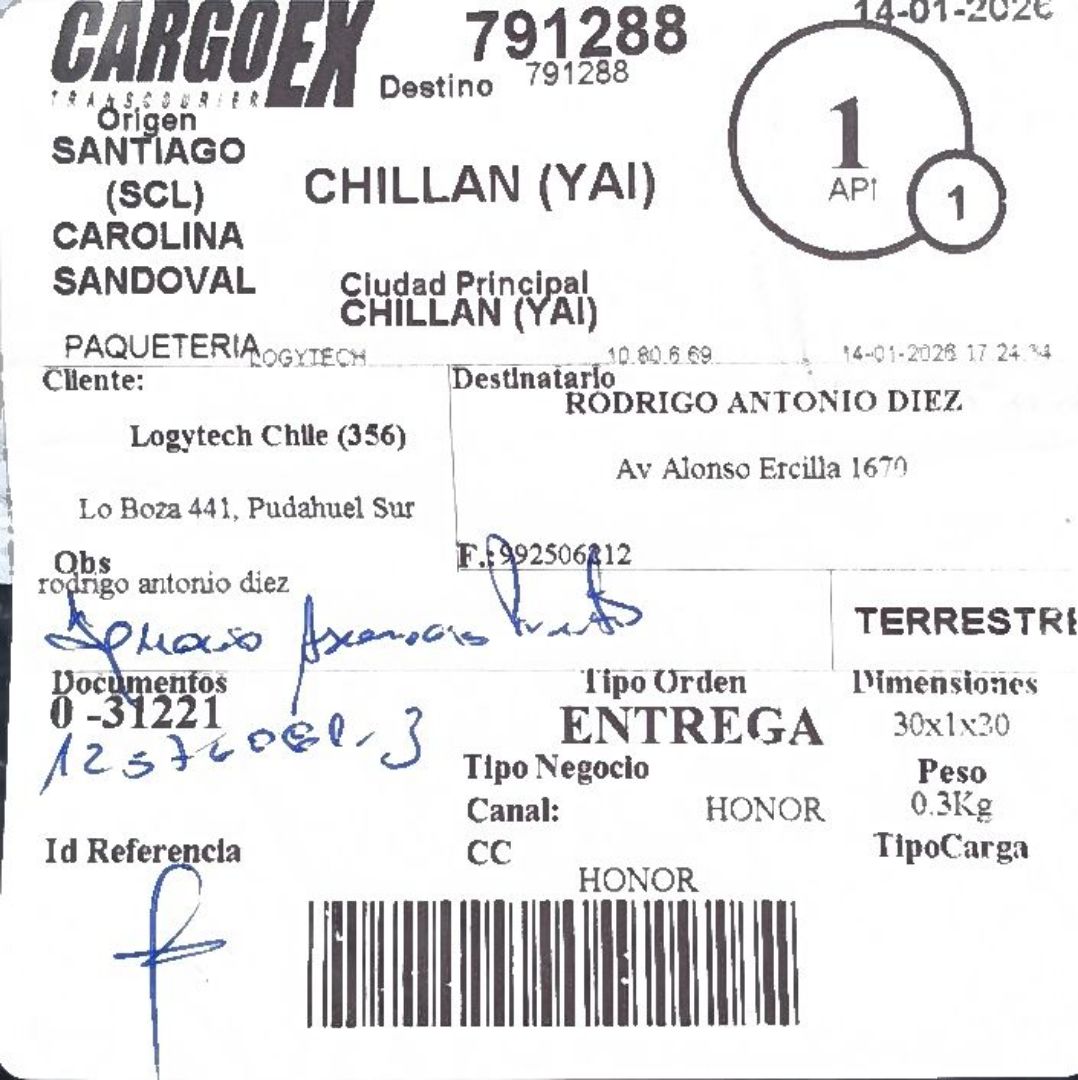 CARGOEX
TRANSCOURIER
791288
14-01-2026
Destino 791288
Origen
SANTIAGO
(SCL)
CAROLINA
SANDOVAL
CHILLAN (YAI)
1
API
1
Ciudad Principal
CHILLAN (YAI)
PAQUETERIA
LOGYTECH
10.80.6.69
14-01-2026 17
Cliente:
Logytech Chile (356)
Lo Boza 441, Pudahuel Sur
Destinatario
RODRIGO ANTONIO DIEZ
Av Alonso Ercilla 1670
F.:992506212
Obs
rodrigo antonio diez
Ignacio
TERRESTRE
Documentos
0 -31221
Tipo Orden
ENTREGA
Dimensiones
30x1x30
Tipo Negocio
Peso
0.3Kg
Canal: HONOR
CC
TipoCarga
HONOR
Id Referencia